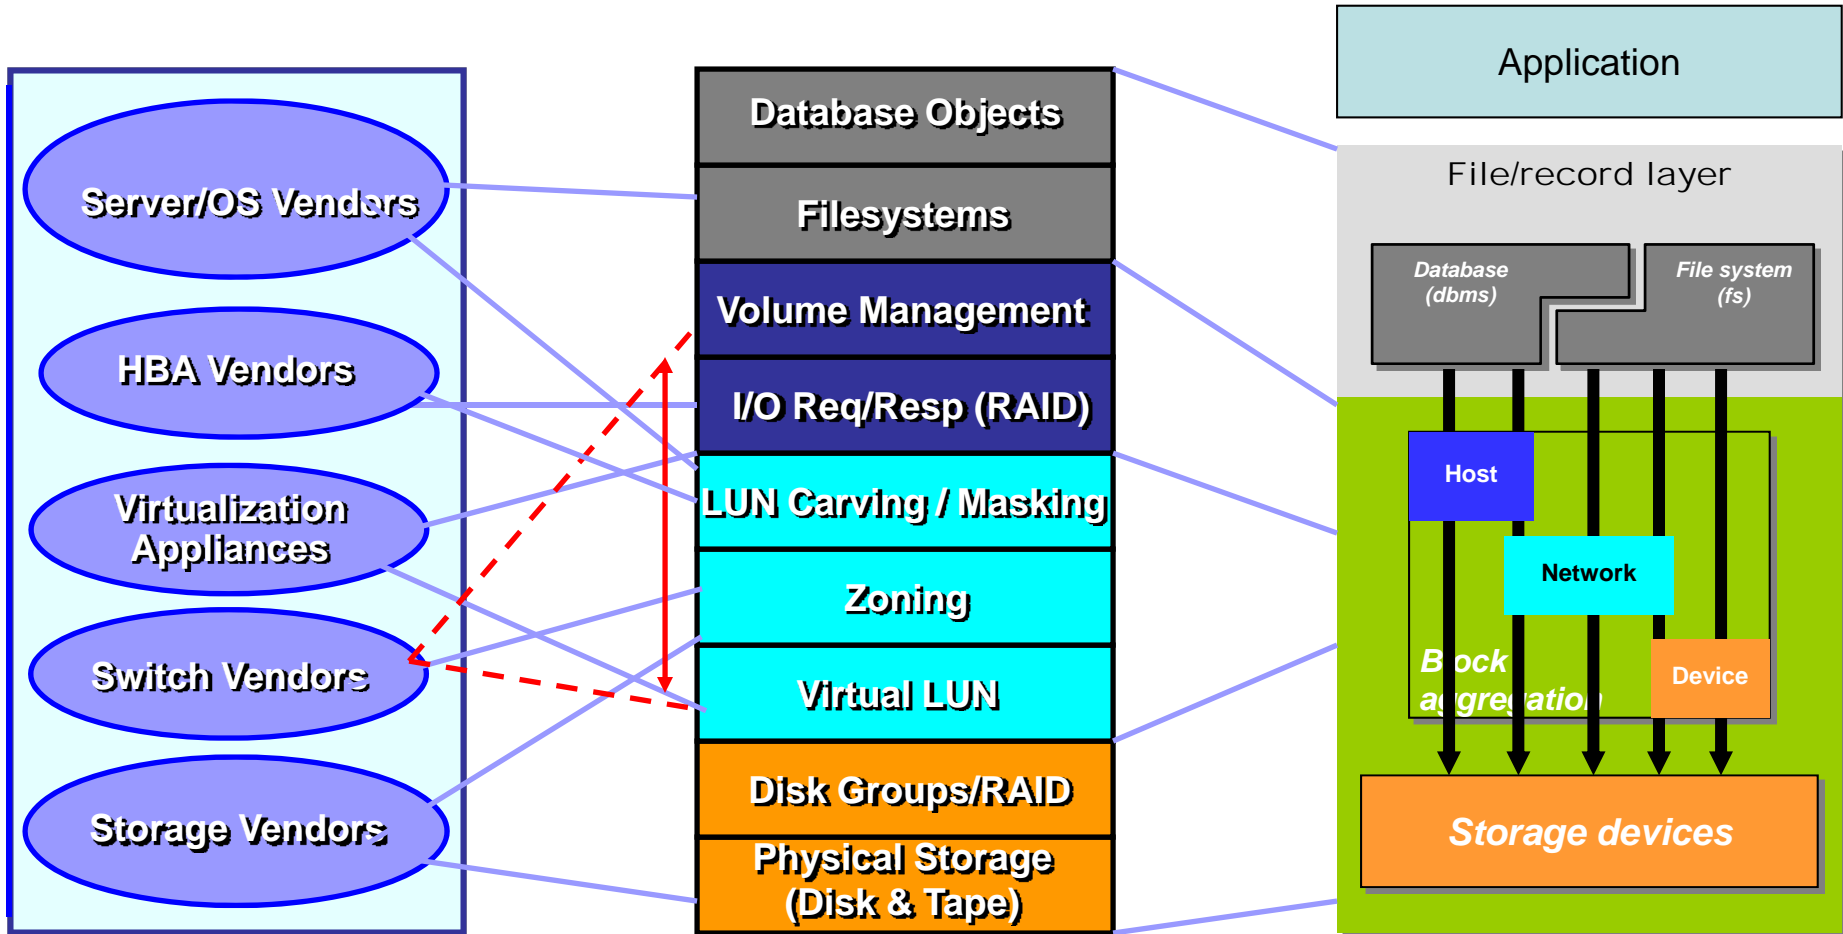 Server/OS Vendors
HBA Vendors
Virtualization
Appliances
Switch Vendors
Storage Vendors
Database Objects
Filesystems
Volume Management
I/O Req/Resp (RAID)
LUN Carving / Masking
Zoning
Virtual LUN
Disk Groups/RAID
Physical Storage
(Disk & Tape)
Application
File/record layer
Database
(dbms)
File system
(fs)
Host
Network
Device
Block
aggregation
Storage devices